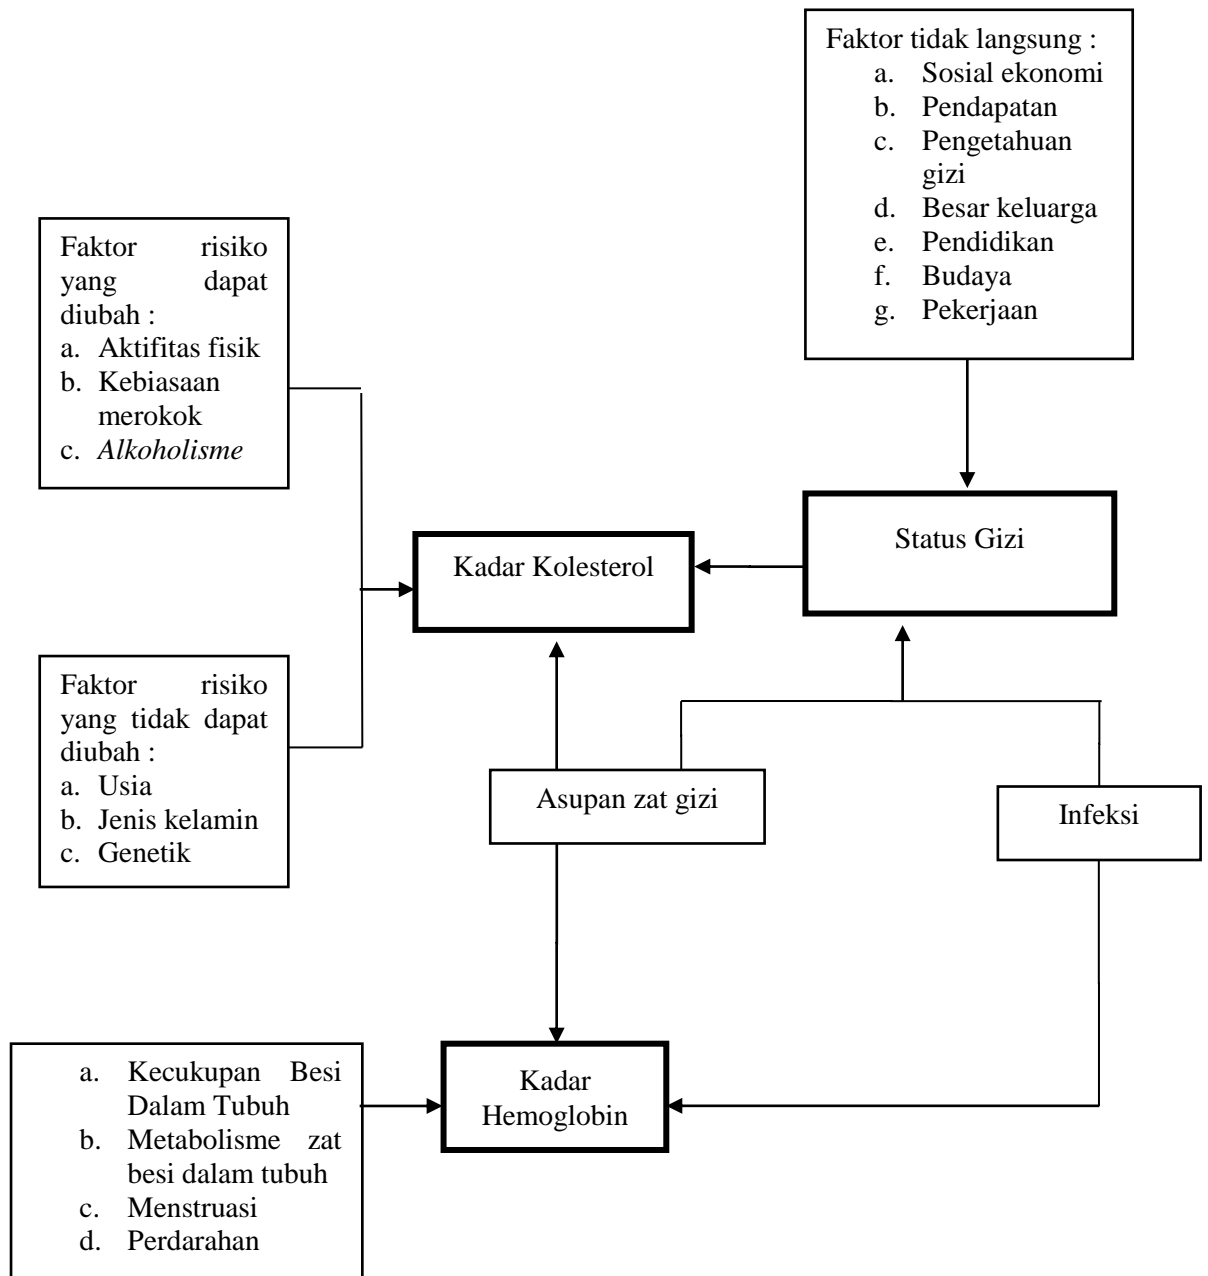 Faktor tidak langsung :
a. Sosial ekonomi
b. Pendapatan
c. Pengetahuan
gizi
d. Besar keluarga
e. Pendidikan
f. Budaya
g. Pekerjaan
Faktor risiko
yang dapat
diubah :
a. Aktifitas fisik
b. Kebiasaan
merokok
c. Alkoholisme
Status Gizi
Kadar Kolesterol
Faktor risiko
yang tidak dapat
diubah :
a. Usia
b. Jenis kelamin
c. Genetik
Asupan zat gizi
Infeksi
a. Kecukupan Besi
Dalam Tubuh
b. Metabolisme zat
besi dalam tubuh
c. Menstruasi
d. Perdarahan
Kadar
Hemoglobin